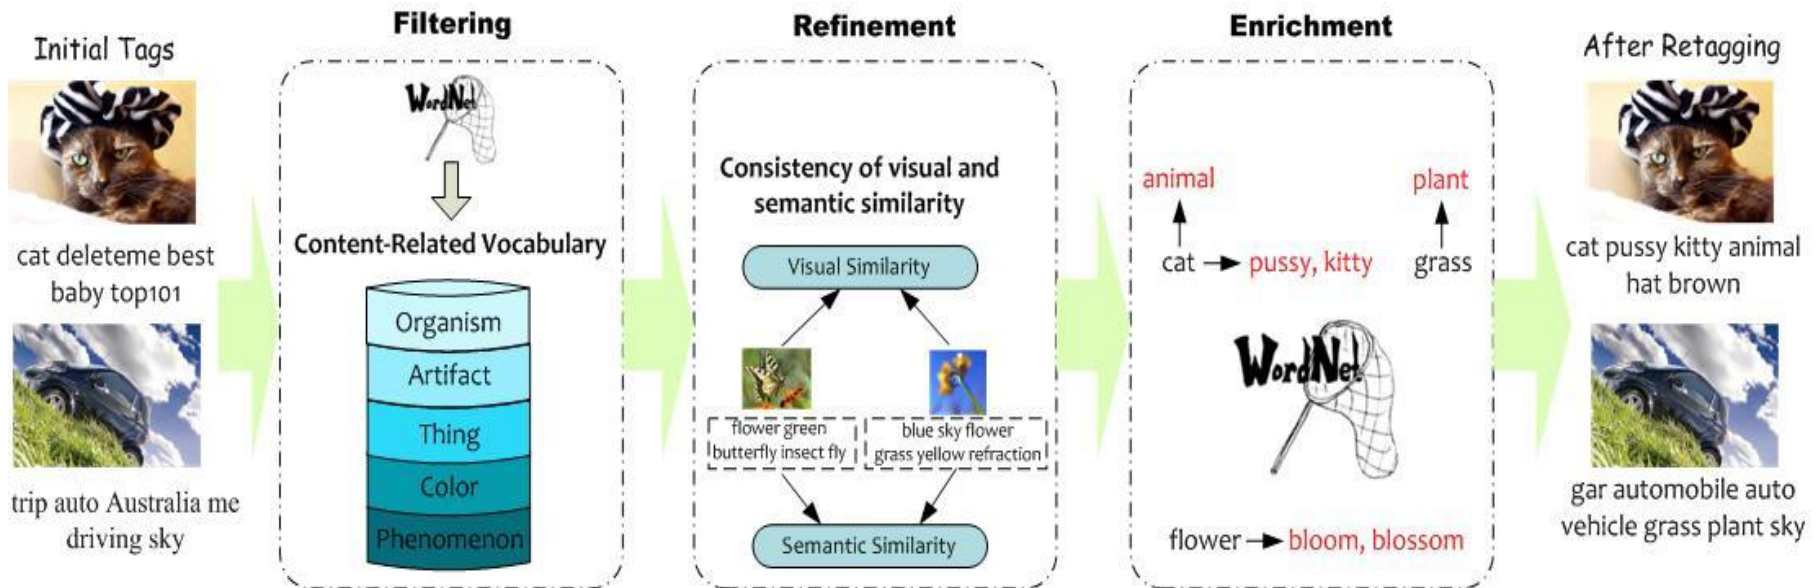 Initial Tags
cat deleteme best
baby top101
trip auto Australia me
driving sky
Filtering
WordNet
Content-Related Vocabulary
Organism
Artifact
Thing
Color
Phenomenon
Refinement
Consistency of visual and
semantic similarity
Visual Similarity
flower green
butterfly insect fly
blue sky flower
grass yellow refraction
Semantic Similarity
Enrichment
animal
plant
cat
pussy, kitty
grass
WordNet
flower
bloom, blossom
After Retagging
cat pussy kitty animal
hat brown
gar automobile auto
vehicle grass plant sky